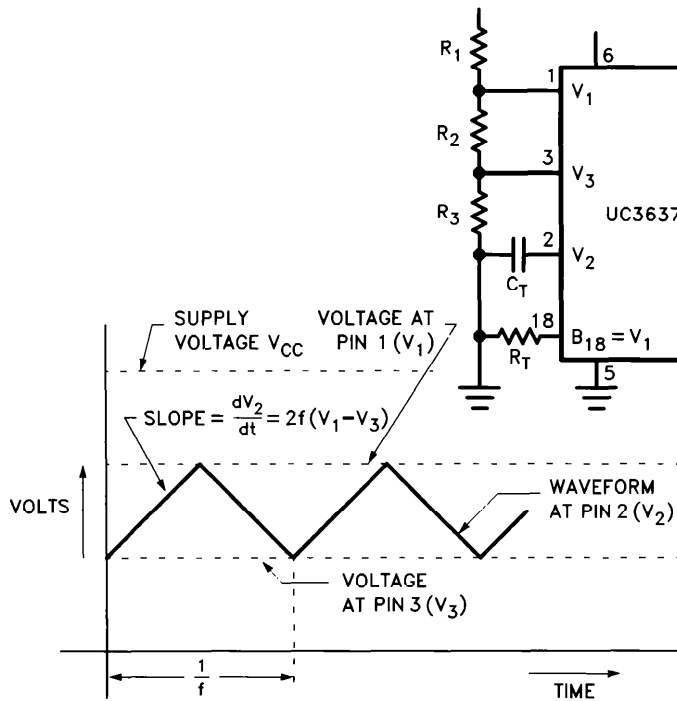 R1
6
1
V1
R2
3
V3
R3
UC3637
2
V2
CT
SUPPLY
VOLTAGE VCC
VOLTAGE AT
PIN 1 (V1)
18
B18 = V1
RT
5
SLOPE = dV2/dt = 2f (V1 – V3)
VOLTS
WAVEFORM
AT PIN 2 (V2)
VOLTAGE
AT PIN 3 (V3)
1/f
TIME